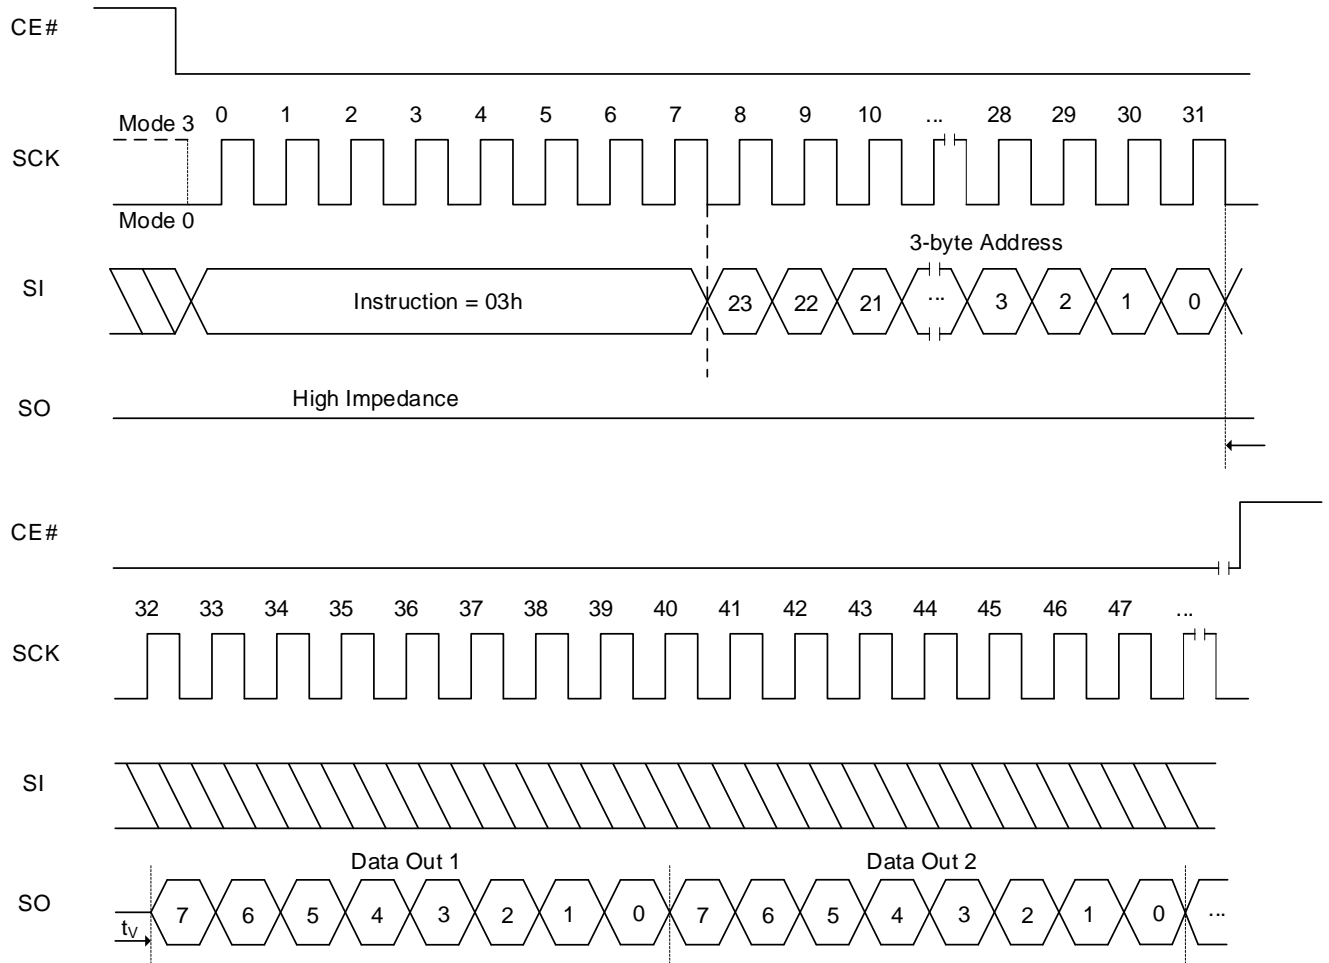 CE#
0 1 2 3 4 5 6 7 8 9 10 ... 28 29 30 31
Mode 3
SCK
Mode 0
3-byte Address
SI
Instruction = 03h 23 22 21 ... 3 2 1 0
High Impedance
SO
CE#
32 33 34 35 36 37 38 39 40 41 42 43 44 45 46 47 ...
SCK
SI
Data Out 1 Data Out 2
SO
7 6 5 4 3 2 1 0 7 6 5 4 3 2 1 0 ...
tV